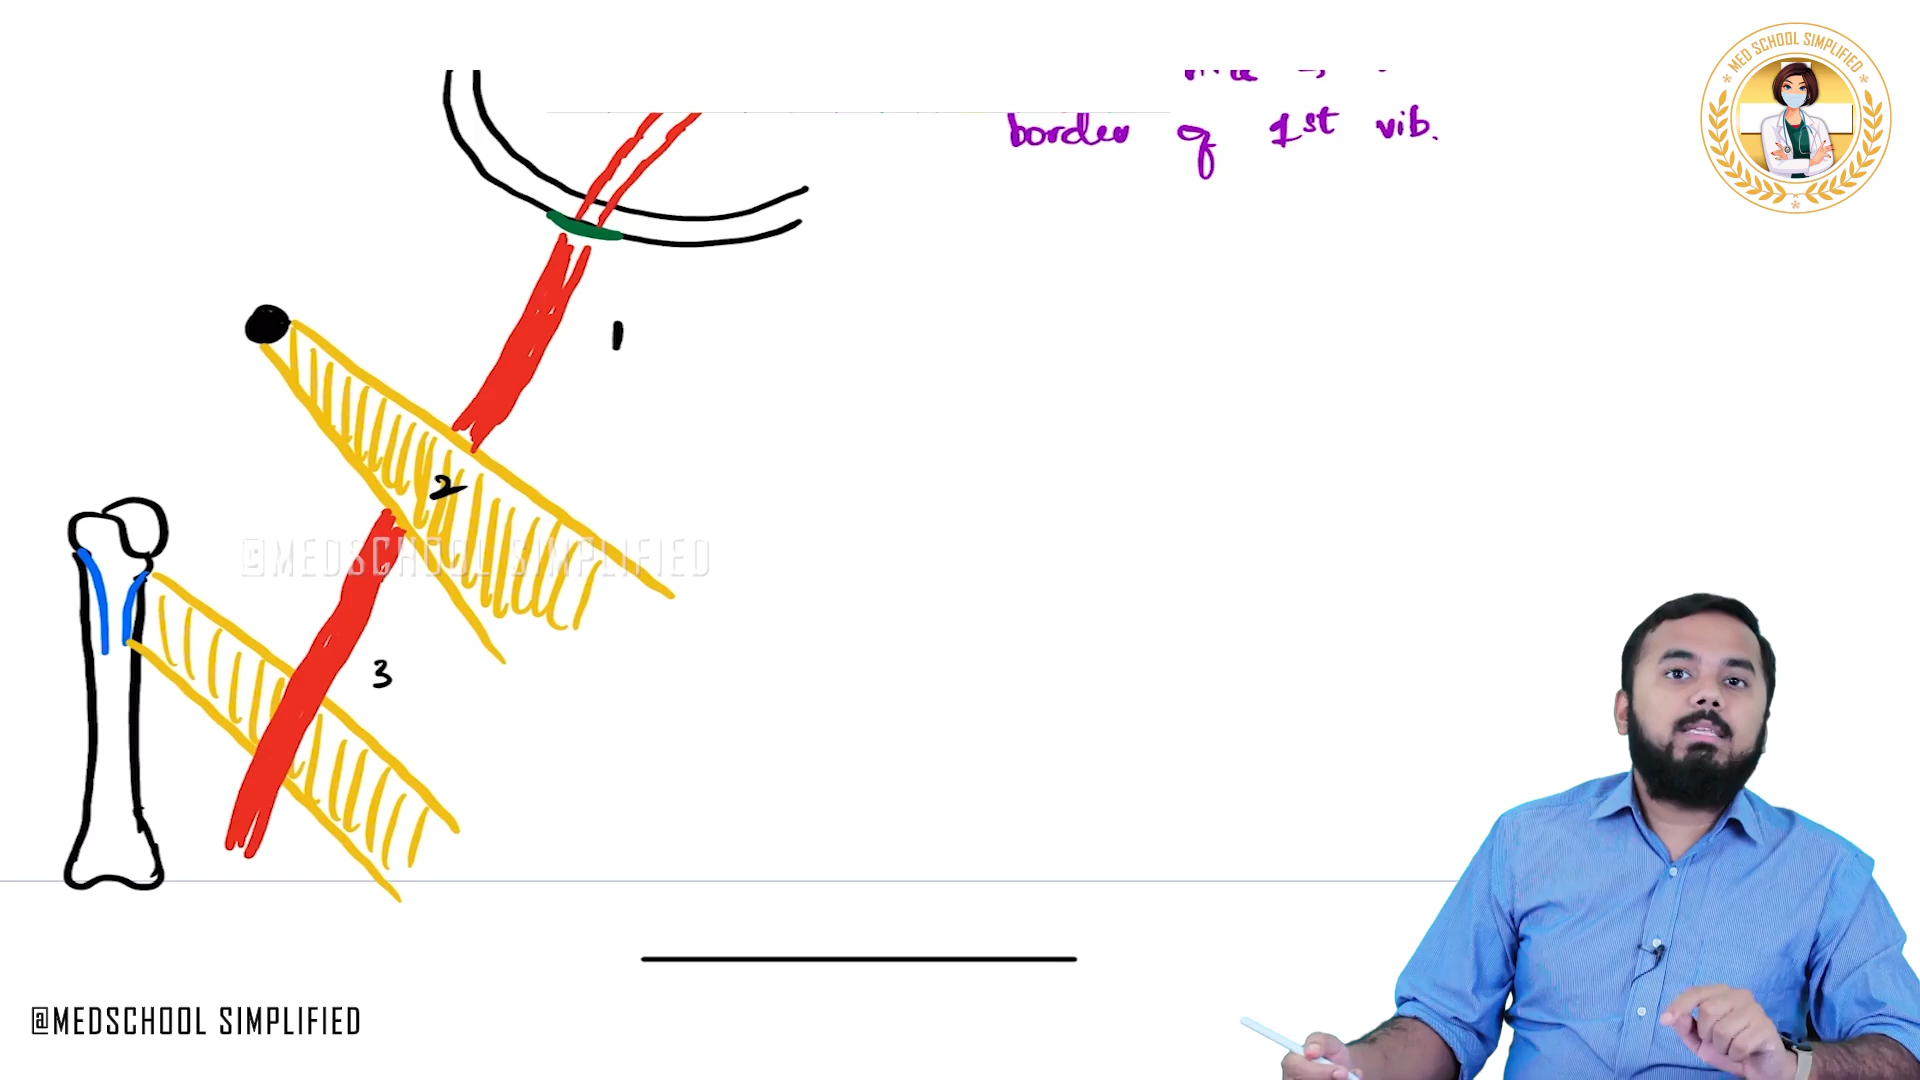 MED SCHOOL SIMPLIFIED
border of 1st rib.
1
2
@MEDSCHOOL SIMPLIFIED
3
@MEDSCHOOL SIMPLIFIED